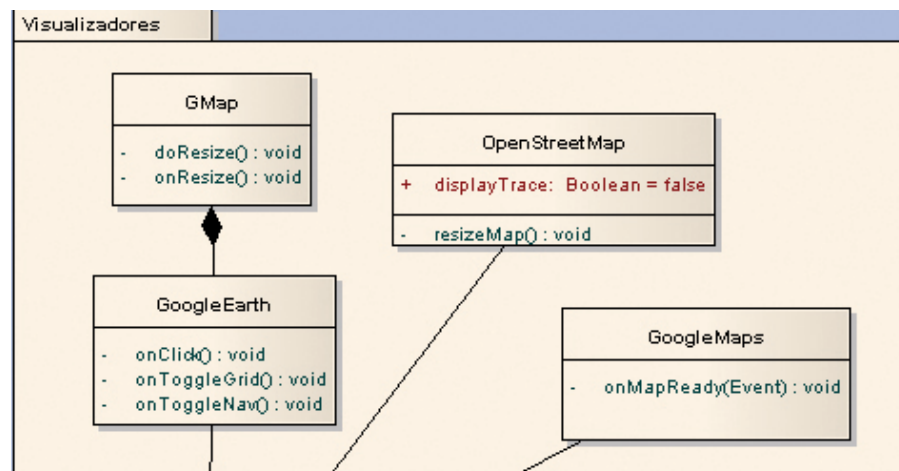 Visualizadores
GMap
- doResize() : void
- onResize() : void
OpenStreetMap
+ displayTrace: Boolean = false
- resizeMap() : void
GoogleEarth
- onClick() : void
- onToggleGrid() : void
- onToggleNav() : void
GoogleMaps
- onMapReady(Event) : void